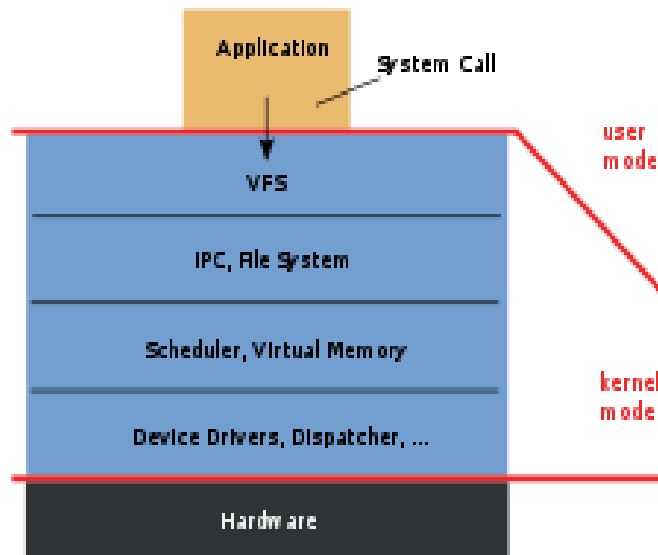 Application
System Call
user
mode
VFS
IPC, File System
Scheduler, Virtual Memory
kernel
mode
Device Drivers, Dispatcher, ...
Hardware